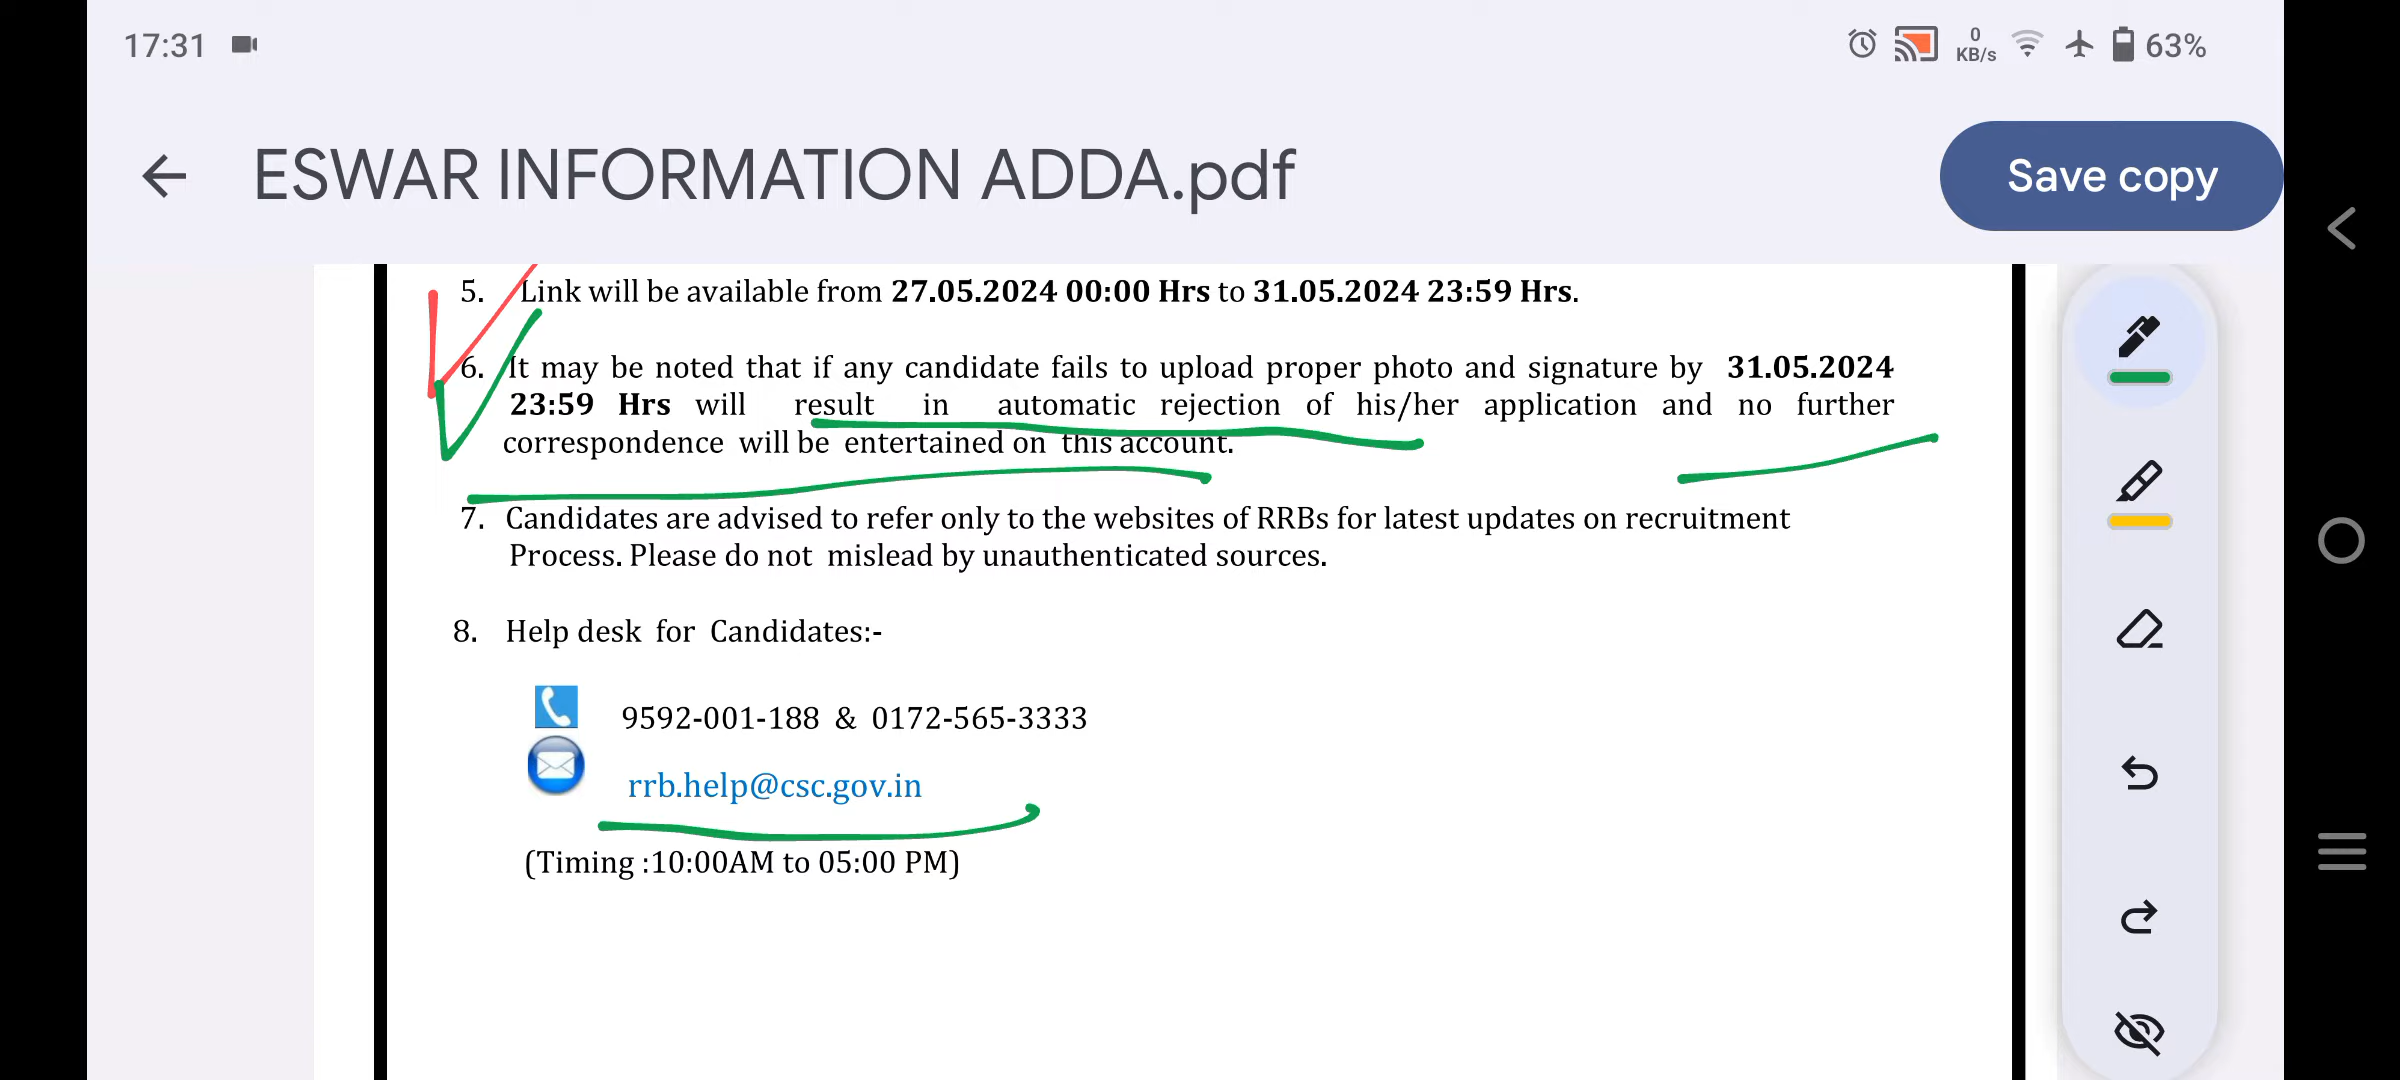 17:31
0
KB/s
63%
ESWAR INFORMATION ADDA.pdf
Save copy
5. Link will be available from 27.05.2024 00:00 Hrs to 31.05.2024 23:59 Hrs.
6. It may be noted that if any candidate fails to upload proper photo and signature by 31.05.2024
23:59 Hrs will result in automatic rejection of his/her application and no further
correspondence will be entertained on this account.
7. Candidates are advised to refer only to the websites of RRBs for latest updates on recruitment
Process. Please do not mislead by unauthenticated sources.
8. Help desk for Candidates:-
9592-001-188 & 0172-565-3333
rrb.help@csc.gov.in
(Timing :10:00AM to 05:00 PM)